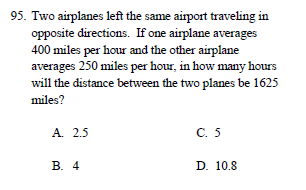 95. Two airplanes left the same airport traveling in
opposite directions. If one airplane averages
400 miles per hour and the other airplane
averages 250 miles per hour, in how many hours
will the distance between the two planes be 1625
miles?
A. 2.5 C. 5
B. 4 D. 10.8